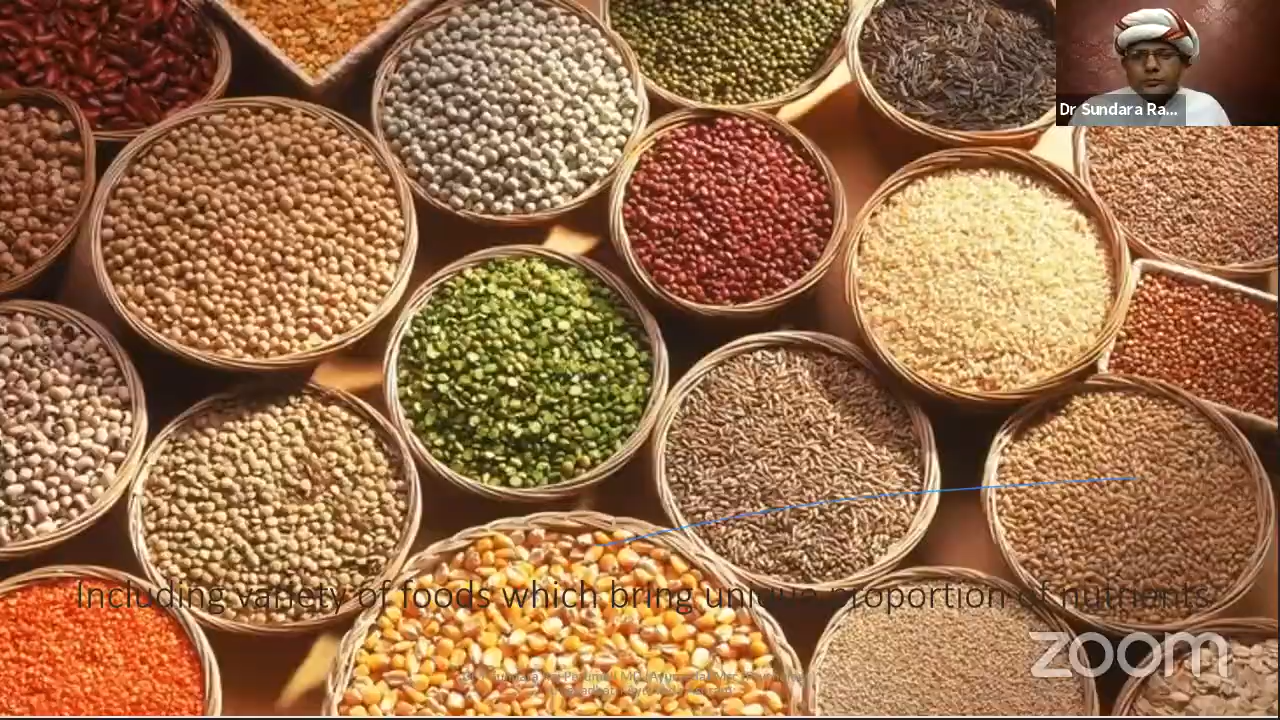 Dr Sundara Ra...
Including variety of foods which bring unique proportion of nutrients
zoom